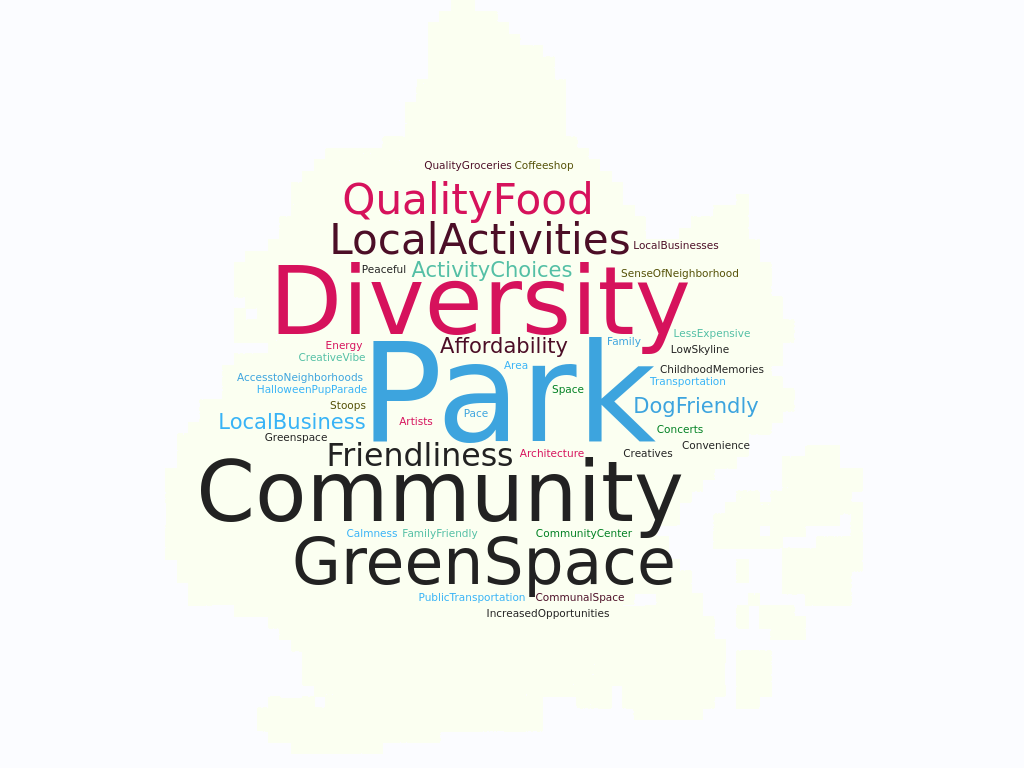 QualityGroceries Coffeeshop
QualityFood
LocalActivities LocalBusinesses
Peaceful ActivityChoices SenseOfNeighborhood
Diversity
LessExpensive
Energy Affordability Family LowSkyline
CreativeVibe
Area ChildhoodMemories
AccesstoNeighborhoods Transportation
HalloweenPupParade Space
Park
Stoops DogFriendly
Pace
LocalBusiness Artists Concerts
Greenspace Convenience
Friendliness Architecture Creatives
Community
Calmness FamilyFriendly CommunityCenter
GreenSpace
PublicTransportation CommunalSpace
IncreasedOpportunities